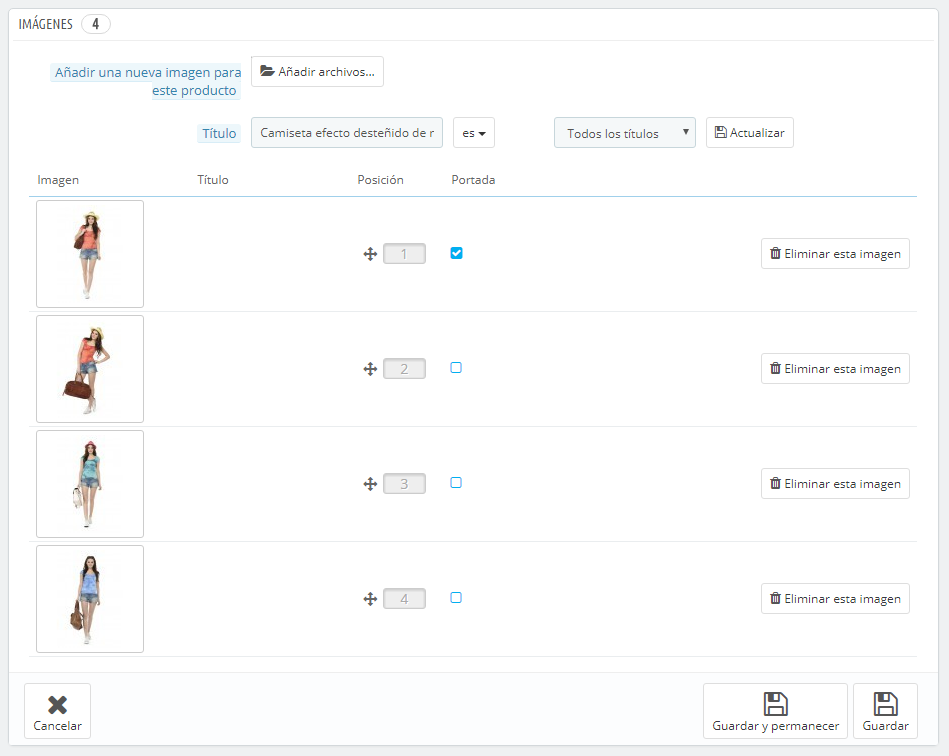 IMÁGENES 4
Añadir una nueva imagen para
este producto
Añadir archivos...
Título
Camiseta efecto desteñido de r
es
Todos los títulos
Actualizar
Imagen Título Posición Portada
1 Eliminar esta imagen
2 Eliminar esta imagen
3 Eliminar esta imagen
4 Eliminar esta imagen
Cancelar
Guardar y permanecer
Guardar